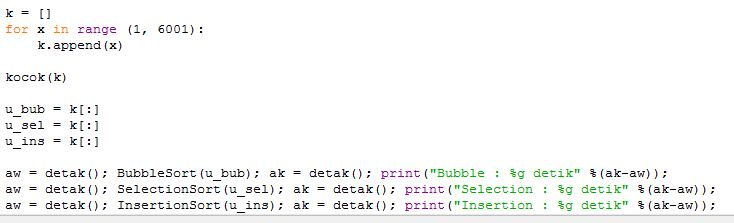 k = []
for x in range (1, 6001):
    k.append(x)
kocok(k)
u_bub = k[:]
u_sel = k[:]
u_ins = k[:]
aw = detak(); BubbleSort(u_bub); ak = detak(); print("Bubble : %g detik" %(ak-aw));
aw = detak(); SelectionSort(u_sel); ak = detak(); print("Selection : %g detik" %(ak-aw));
aw = detak(); InsertionSort(u_ins); ak = detak(); print("Insertion : %g detik" %(ak-aw));